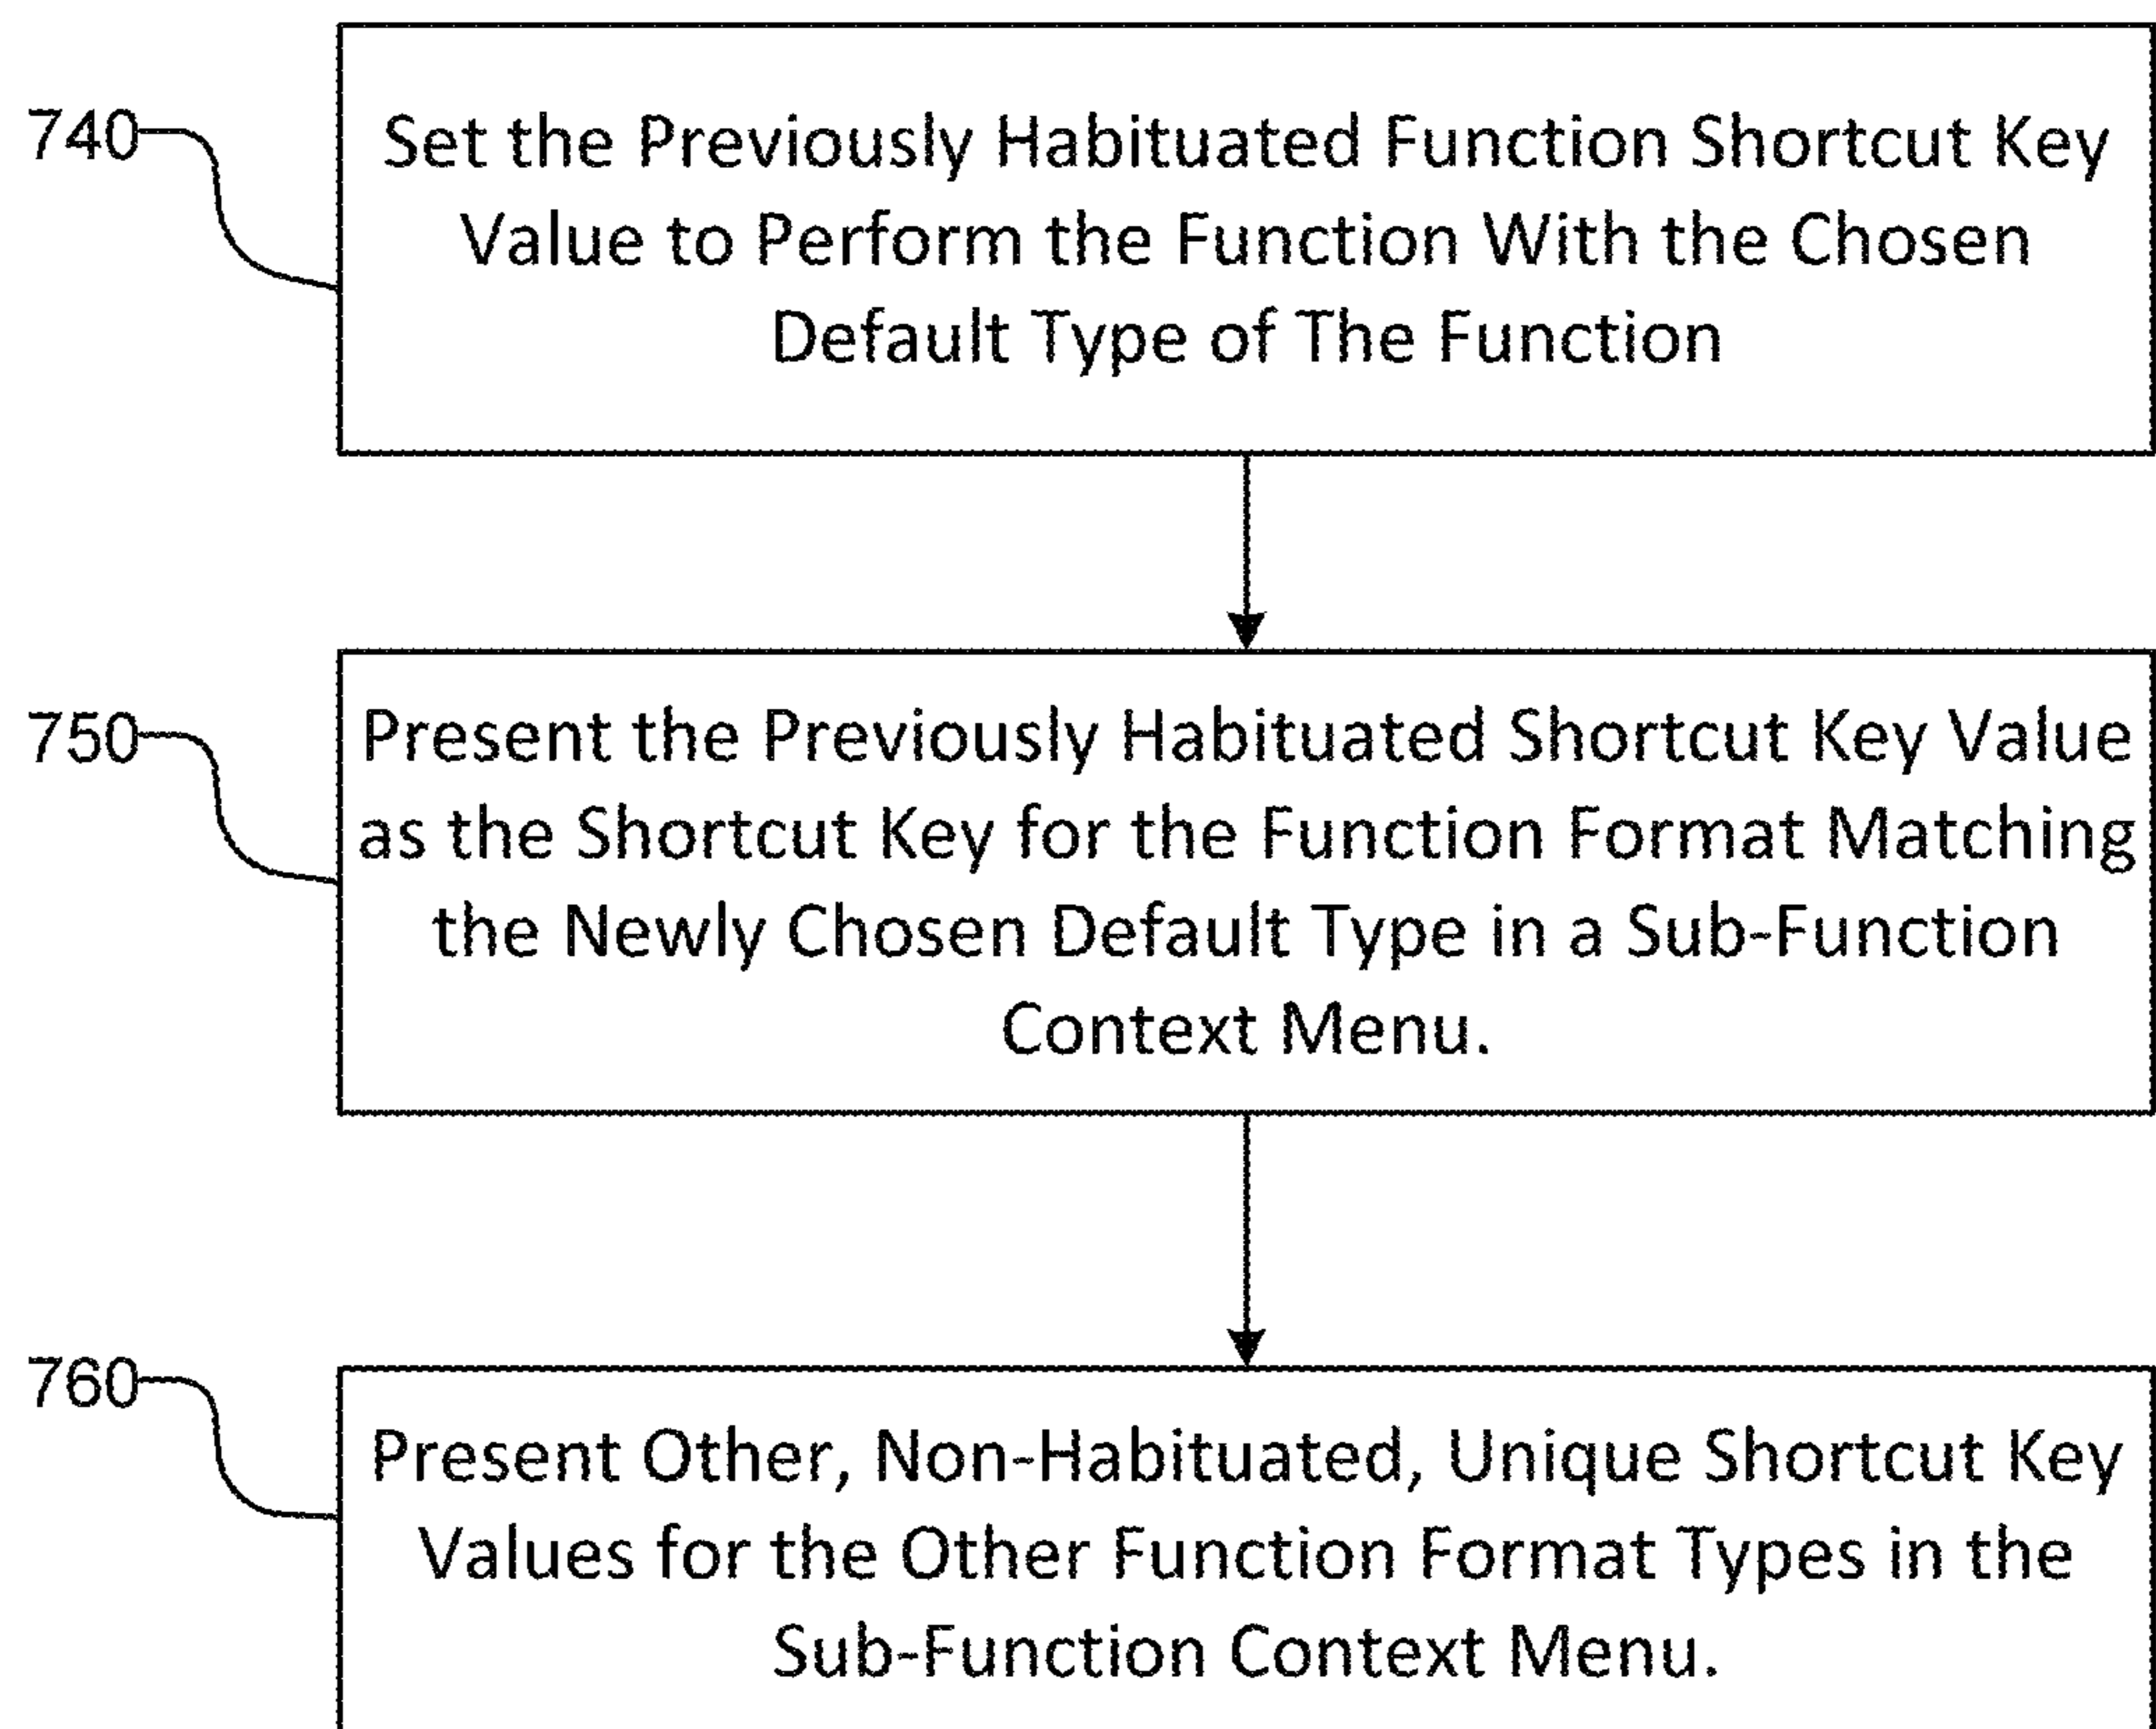 740
Set the Previously Habituated Function Shortcut Key
Value to Perform the Function With the Chosen
Default Type of The Function
750
Present the Previously Habituated Shortcut Key Value
as the Shortcut Key for the Function Format Matching
the Newly Chosen Default Type in a Sub-Function
Context Menu.
760
Present Other, Non-Habituated, Unique Shortcut Key
Values for the Other Function Format Types in the
Sub-Function Context Menu.